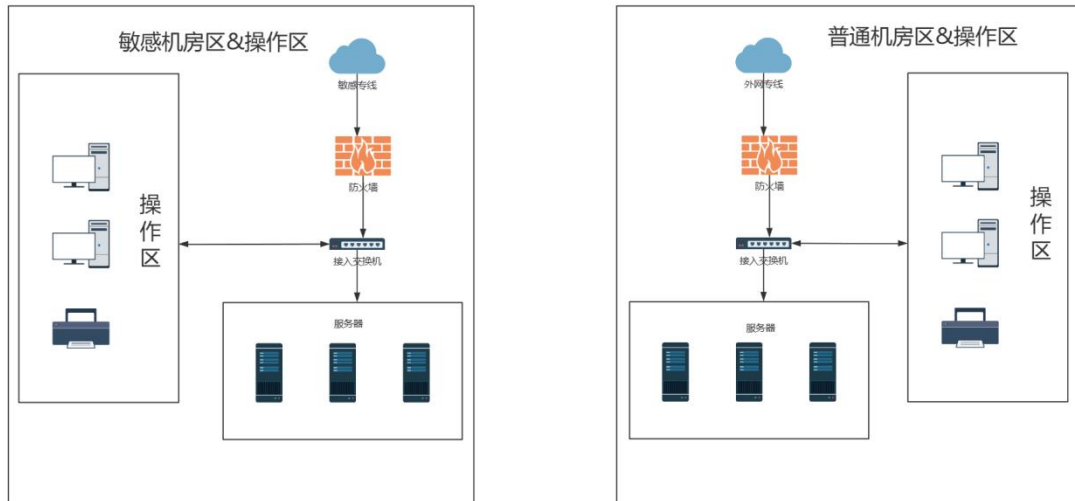 敏感机房区&操作区
敏感专线
防火墙
操作区
接入交换机
服务器
普通机房区&操作区
外网专线
防火墙
接入交换机
操作区
服务器